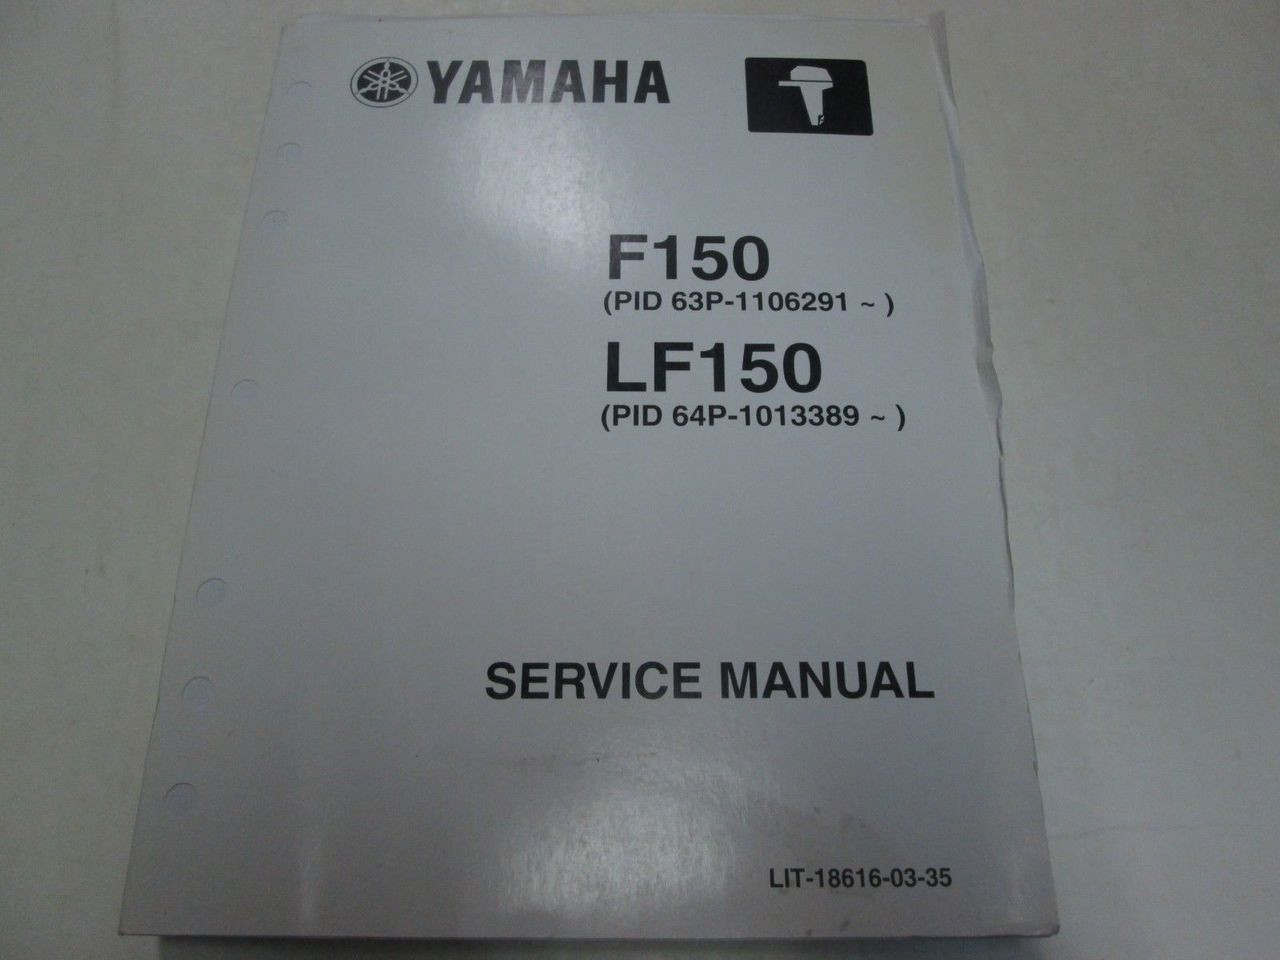 YAMAHA
F150
(PID 63P-1106291 ~ )
LF150
(PID 64P-1013389 ~ )
SERVICE MANUAL
LIT-18616-03-35